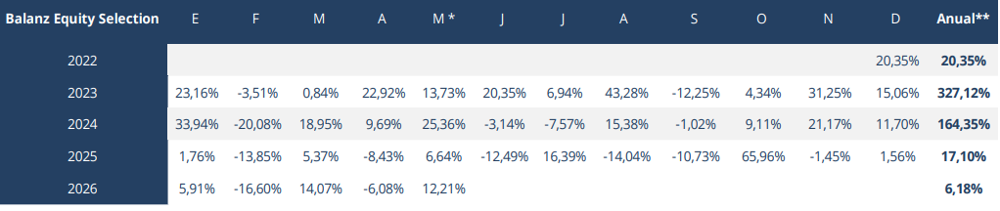 Balanz Equity Selection E F M A M * J J A S O N D Anual**
2022 20,35% 20,35%
2023 23,16% -3,51% 0,84% 22,92% 13,73% 20,35% 6,94% 43,28% -12,25% 4,34% 31,25% 15,06% 327,12%
2024 33,94% -20,08% 18,95% 9,69% 25,36% -3,14% -7,57% 15,38% -1,02% 9,11% 21,17% 11,70% 164,35%
2025 1,76% -13,85% 5,37% -8,43% 6,64% -12,49% 16,39% -14,04% -10,73% 65,96% -1,45% 1,56% 17,10%
2026 5,91% -16,60% 14,07% -6,08% 12,21% 6,18%